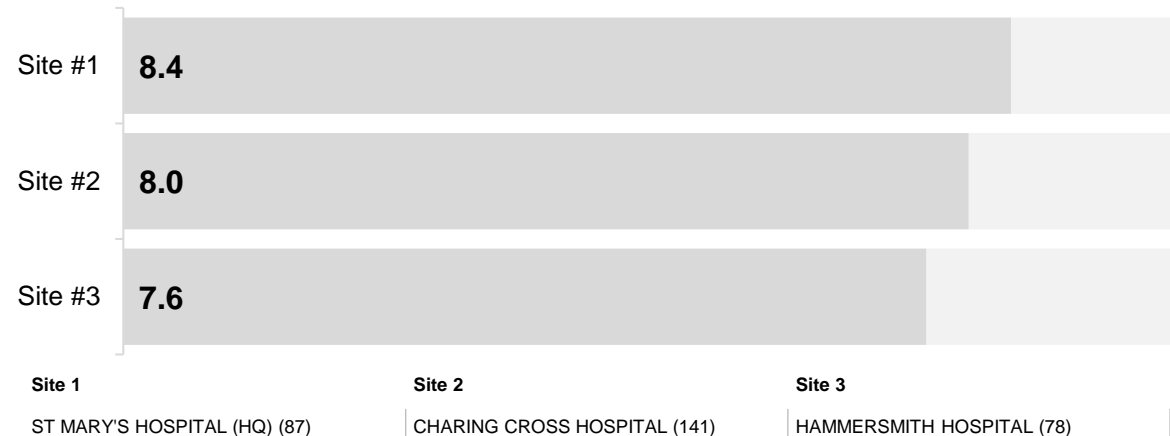 Site #1 8.4
Site #2 8.0
Site #3 7.6
Site 1 Site 2 Site 3
ST MARY'S HOSPITAL (HQ) (87) CHARING CROSS HOSPITAL (141) HAMMERSMITH HOSPITAL (78)